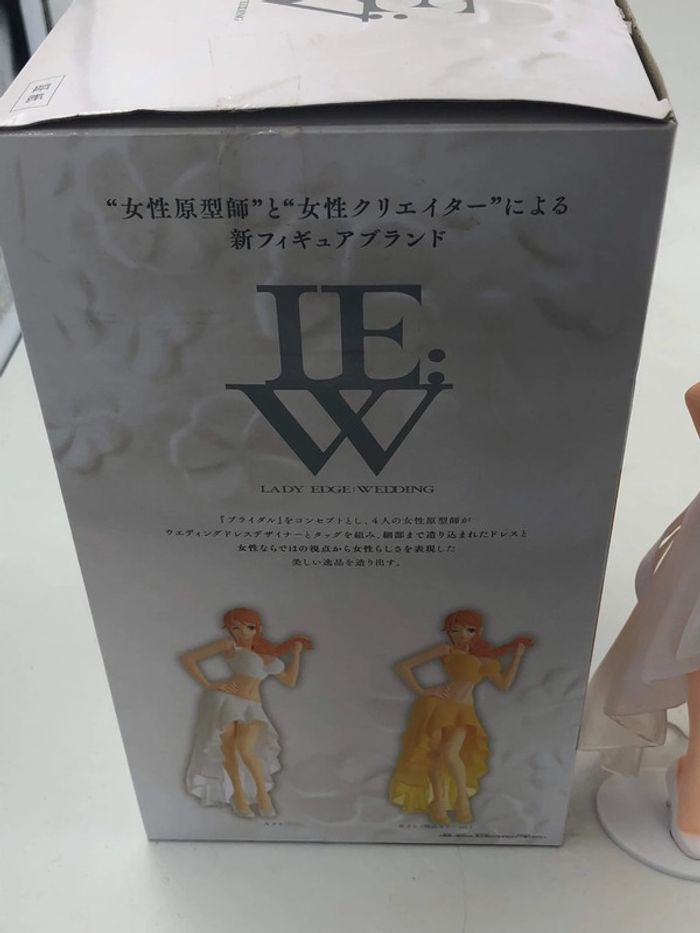 “女性原型師”と“女性クリエイター”による
新フィギュアブランド
LE:
W
LADY EDGE:WEDDING
『ブライダル』をコンセプトとし、4人の女性原型師が
ウエディングドレスデザイナーとタッグを組み、細部まで造り込まれたドレスと
女性ならではの視点から女性らしさを表現した
美しい逸品を造り出す。